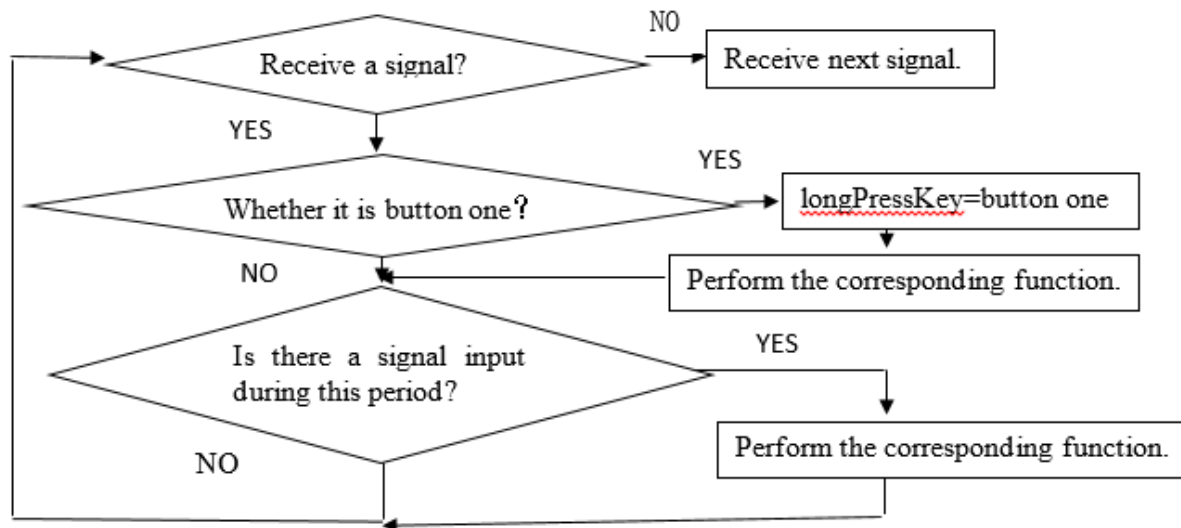 NO
Receive a signal?
Receive next signal.
YES
YES
Whether it is button one?
longPressKey=button one
NO
Perform the corresponding function.
Is there a signal input
during this period?
YES
Perform the corresponding function.
NO